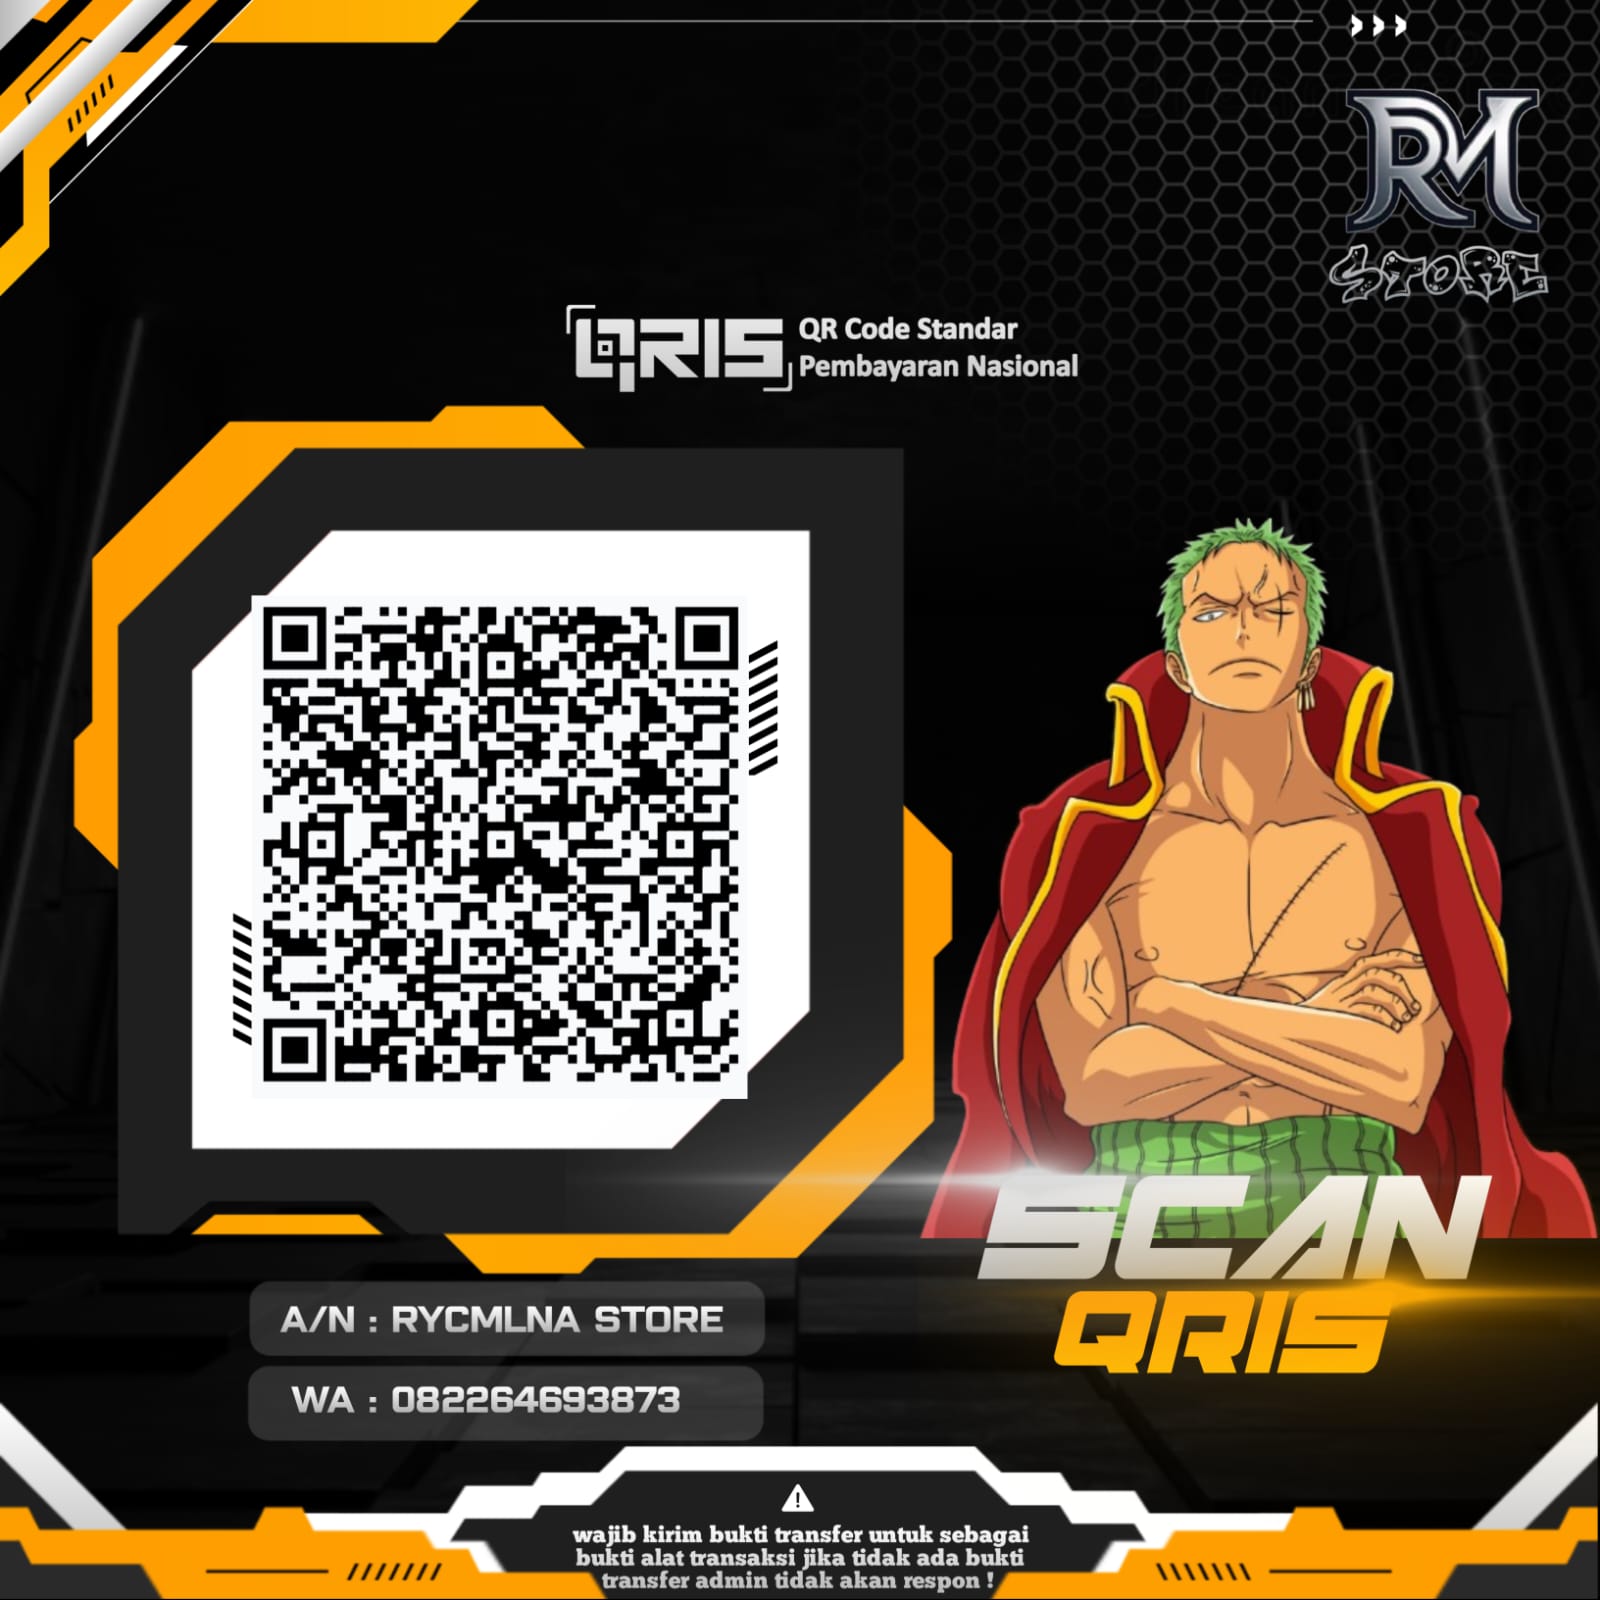 RM
STORE
QRIS
QR Code Standar
Pembayaran Nasional
SCAN
QRIS
A/N : RYCMLNA STORE
WA : 082264693873
wajib kirim bukti transfer untuk sebagai
bukti alat transaksi jika tidak ada bukti
transfer admin tidak akan respon !